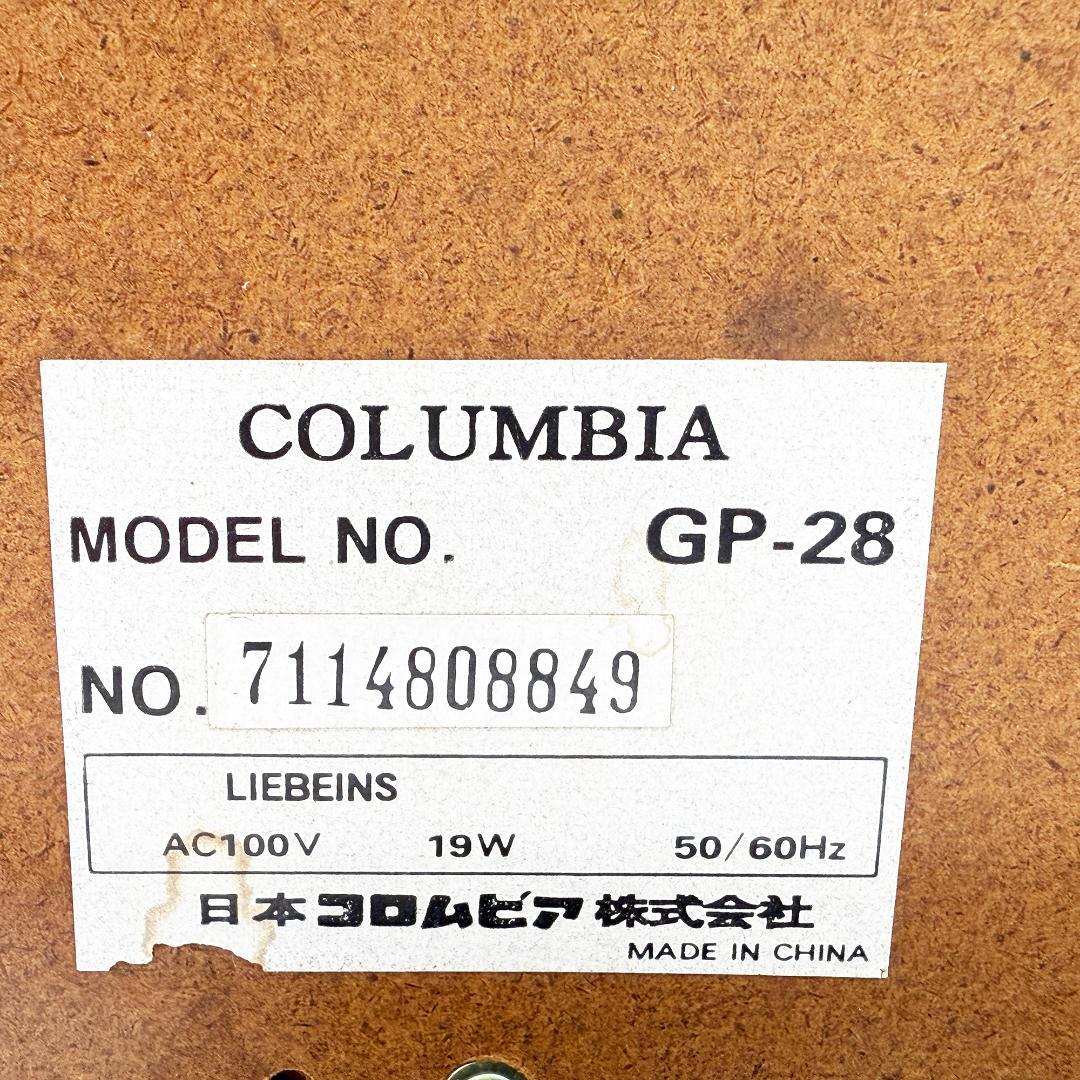 COLUMBIA
MODEL NO. GP-28
NO. 7114808849
LIEBEINS
AC100V 19W 50/60Hz
日本コロムビア株式会社
MADE IN CHINA